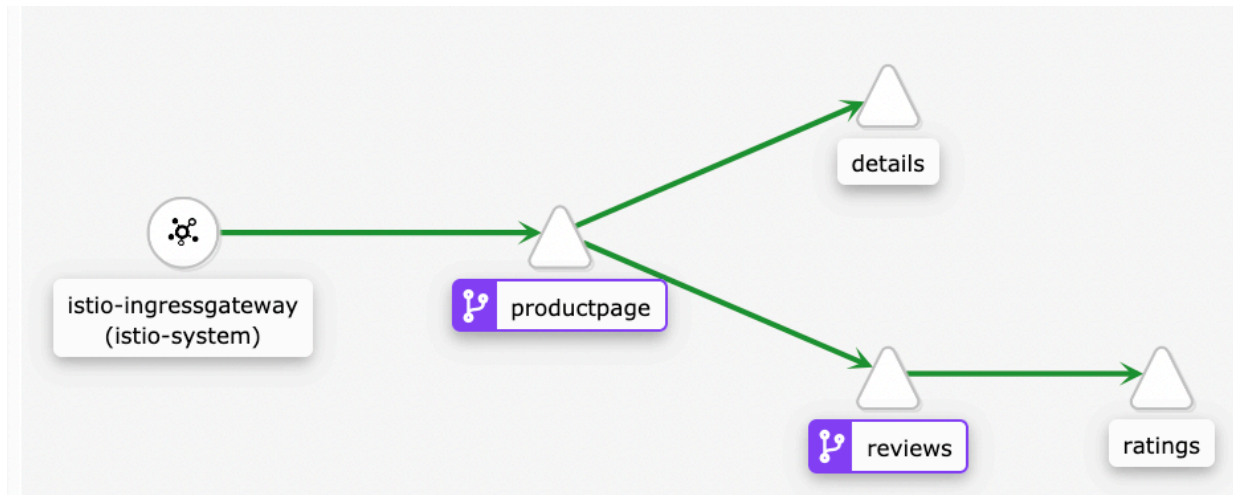 details
istio-ingressgateway
(istio-system)
productpage
reviews
ratings